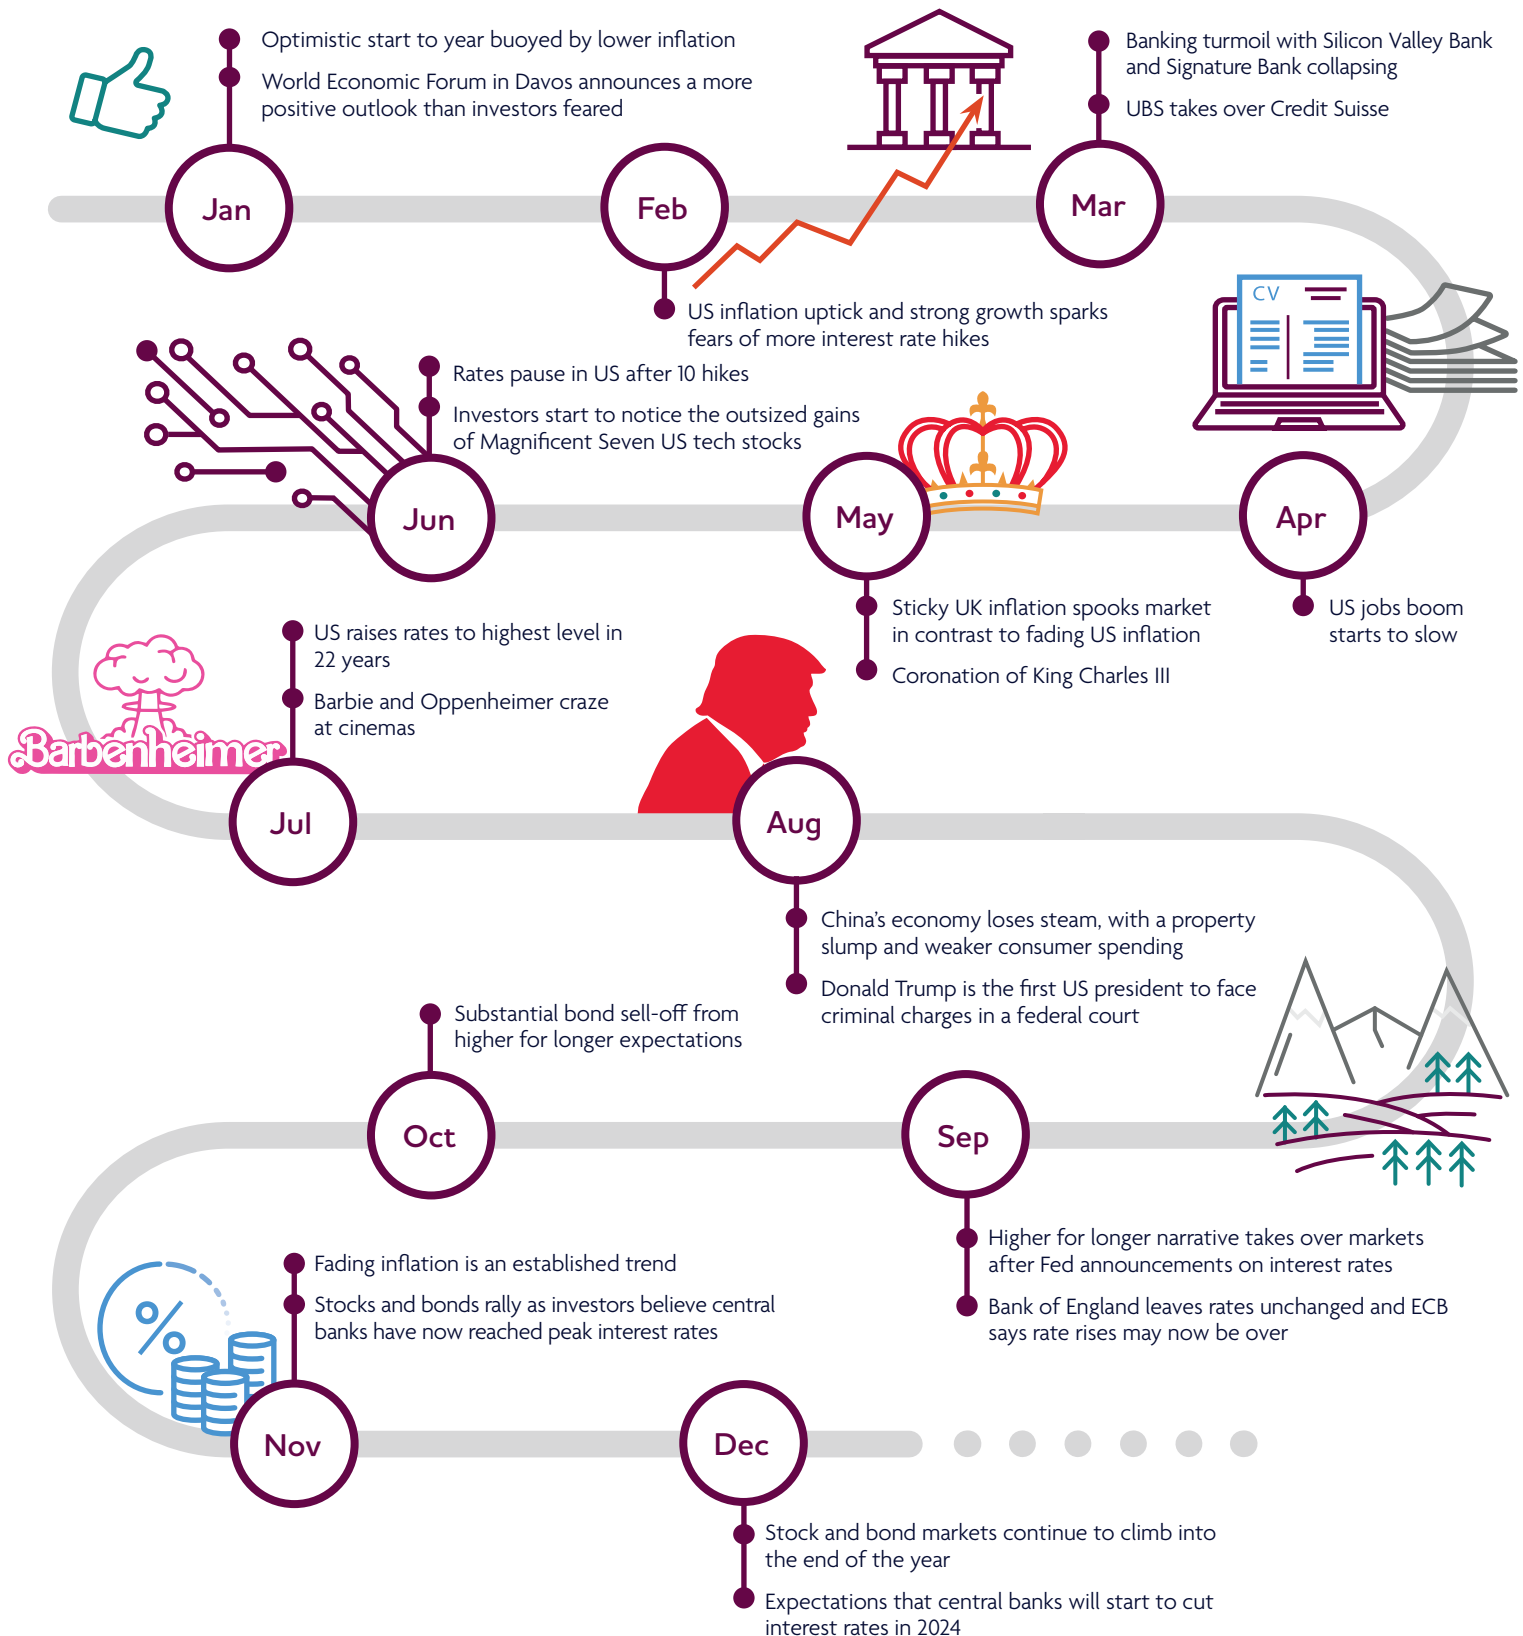 Optimistic start to year buoyed by lower inflation
World Economic Forum in Davos announces a more
positive outlook than investors feared
Jan
Feb
US inflation uptick and strong growth sparks
fears of more interest rate hikes
Banking turmoil with Silicon Valley Bank
and Signature Bank collapsing
UBS takes over Credit Suisse
Mar
CV
Apr
US jobs boom
starts to slow
May
Sticky UK inflation spooks market
in contrast to fading US inflation
Coronation of King Charles III
Rates pause in US after 10 hikes
Investors start to notice the outsized gains
of Magnificent Seven US tech stocks
Jun
US raises rates to highest level in
22 years
Barbie and Oppenheimer craze
at cinemas
Barbenheimer
Jul
Aug
China's economy loses steam, with a property
slump and weaker consumer spending
Donald Trump is the first US president to face
criminal charges in a federal court
Sep
Higher for longer narrative takes over markets
after Fed announcements on interest rates
Bank of England leaves rates unchanged and ECB
says rate rises may now be over
Substantial bond sell-off from
higher for longer expectations
Oct
Fading inflation is an established trend
Stocks and bonds rally as investors believe central
banks have now reached peak interest rates
%
Nov
Dec
Stock and bond markets continue to climb into
the end of the year
Expectations that central banks will start to cut
interest rates in 2024